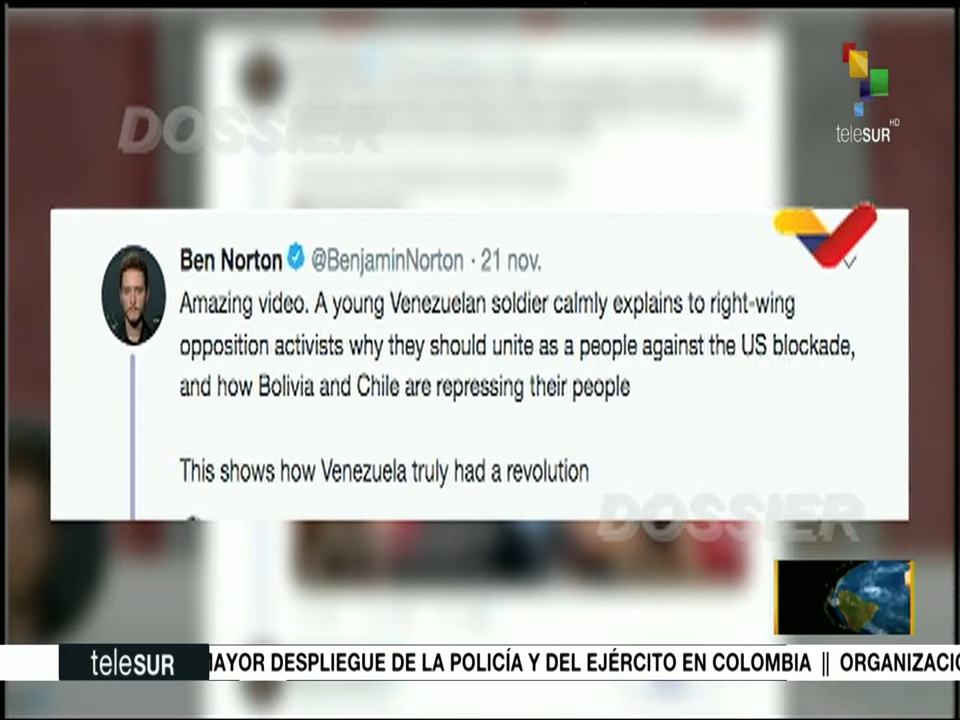 DOSSIER
teleSUR HD
Ben Norton @BenjaminNorton · 21 nov.
Amazing video. A young Venezuelan soldier calmly explains to right-wing
opposition activists why they should unite as a people against the US blockade,
and how Bolivia and Chile are repressing their people
This shows how Venezuela truly had a revolution
DOSSIER
teleSUR AYOR DESPLIEGUE DE LA POLICÍA Y DEL EJÉRCITO EN COLOMBIA || ORGANIZACIO